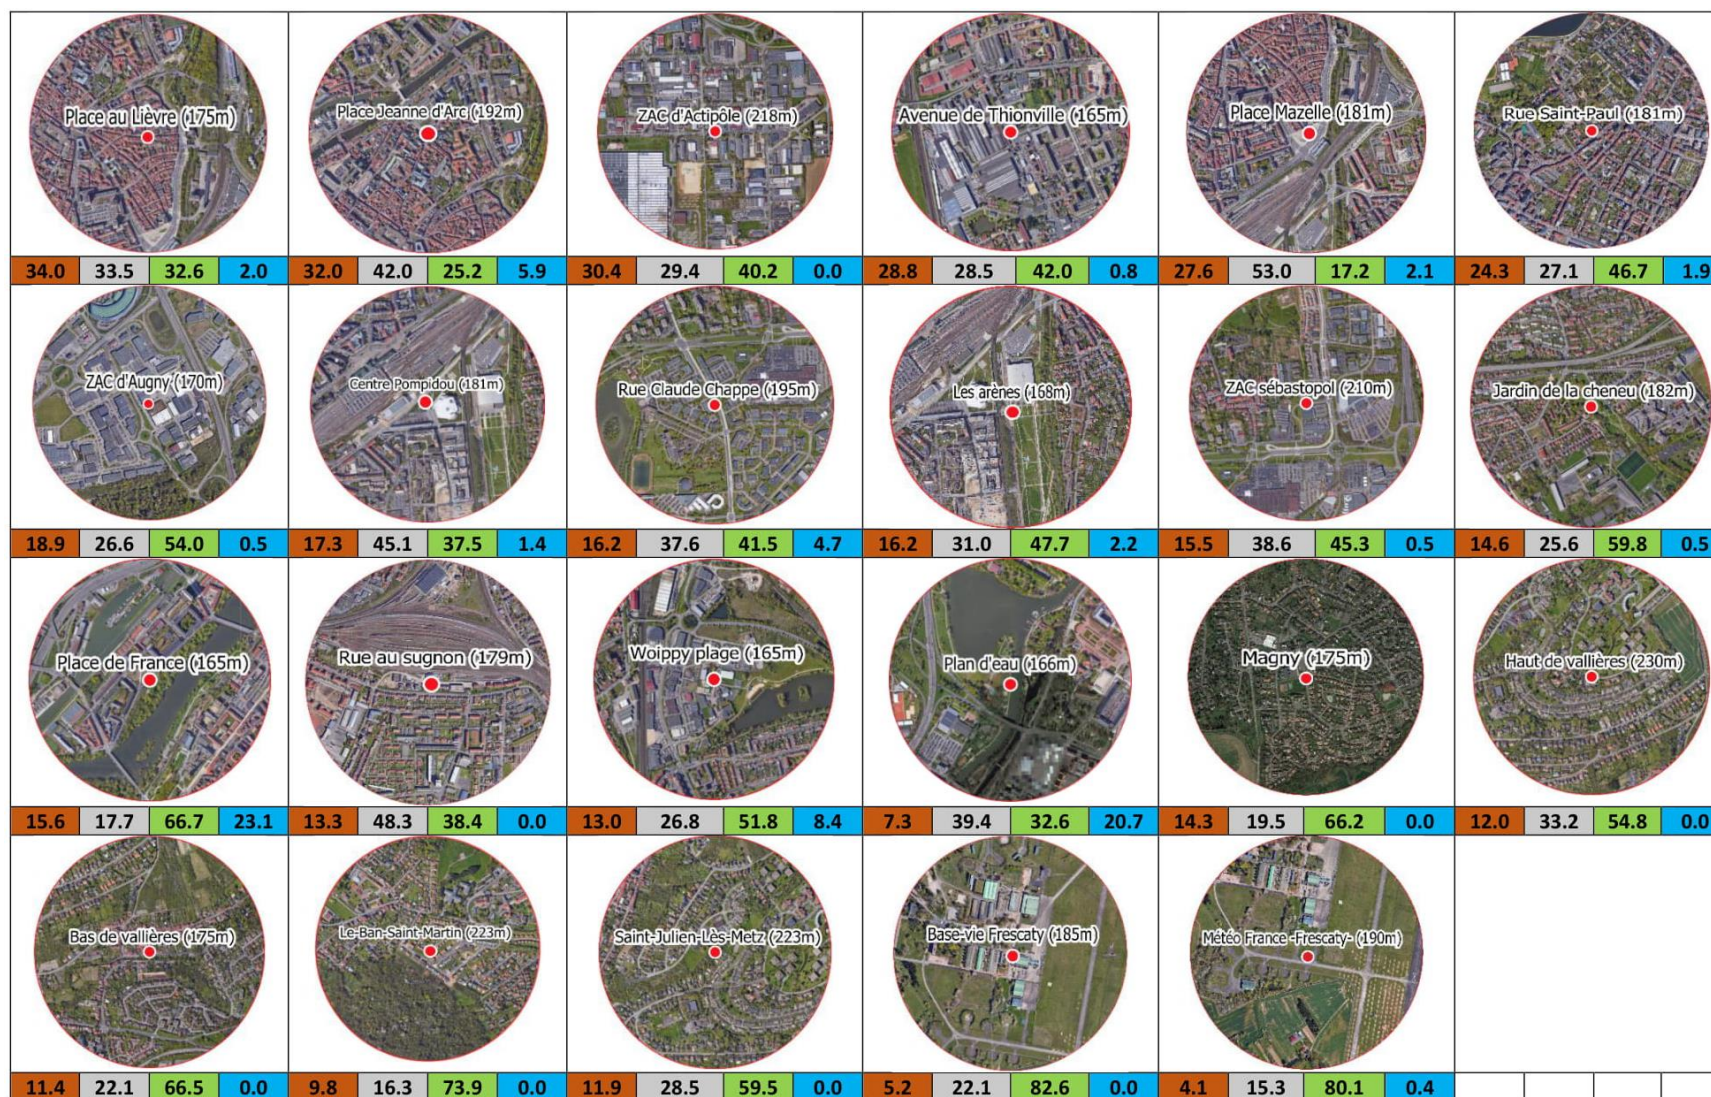 Place au Lièvre (175m)
Place Jeanne d'Arc (192m)
ZAC d'Actipôle (218m)
Avenue de Thionville (165m)
Place Mazelle (181m)
Rue Saint-Paul (181m)
34.0 33.5 32.6 2.0 32.0 42.0 25.2 5.9 30.4 29.4 40.2 0.0 28.8 28.5 42.0 0.8 27.6 53.0 17.2 2.1 24.3 27.1 46.7 1.9
ZAC d'Augny (170m)
Centre Pompidou (181m)
Rue Claude Chappe (195m)
Les arènes (168m)
ZAC sébastopol (210m)
Jardin de la cheneu (182m)
18.9 26.6 54.0 0.5 17.3 45.1 37.5 1.4 16.2 37.6 41.5 4.7 16.2 31.0 47.7 2.2 15.5 38.6 45.3 0.5 14.6 25.6 59.8 0.5
Place de France (165m)
Rue au sugnon (179m)
Woippy plage (165m)
Plan d'eau (166m)
Magny (175m)
Haut de vallières (230m)
15.6 17.7 66.7 23.1 13.3 48.3 38.4 0.0 13.0 26.8 51.8 8.4 7.3 39.4 32.6 20.7 14.3 19.5 66.2 0.0 12.0 33.2 54.8 0.0
Bas de vallières (175m)
Le-Ban-Saint-Martin (223m)
Saint-Julien-Lès-Metz (223m)
Base-vie Frescaty (185m)
Météo France -Frescaty- (190m)
11.4 22.1 66.5 0.0 9.8 16.3 73.9 0.0 11.9 28.5 59.5 0.0 5.2 22.1 82.6 0.0 4.1 15.3 80.1 0.4